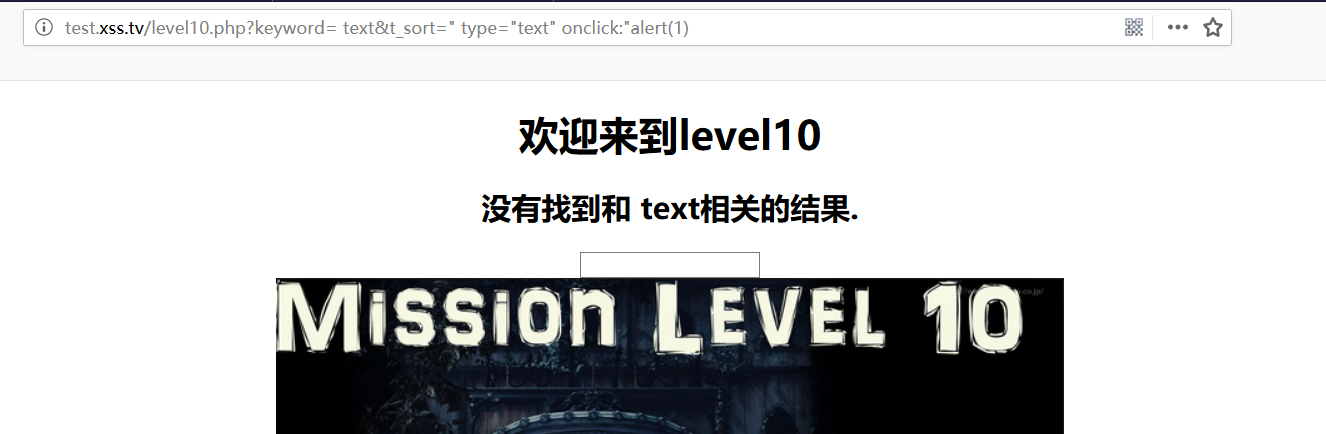 test.xss.tv/level10.php?keyword= text&t_sort=" type="text" onclick:"alert(1)
欢迎来到level10
没有找到和 text相关的结果.
MISSION LEVEL 10